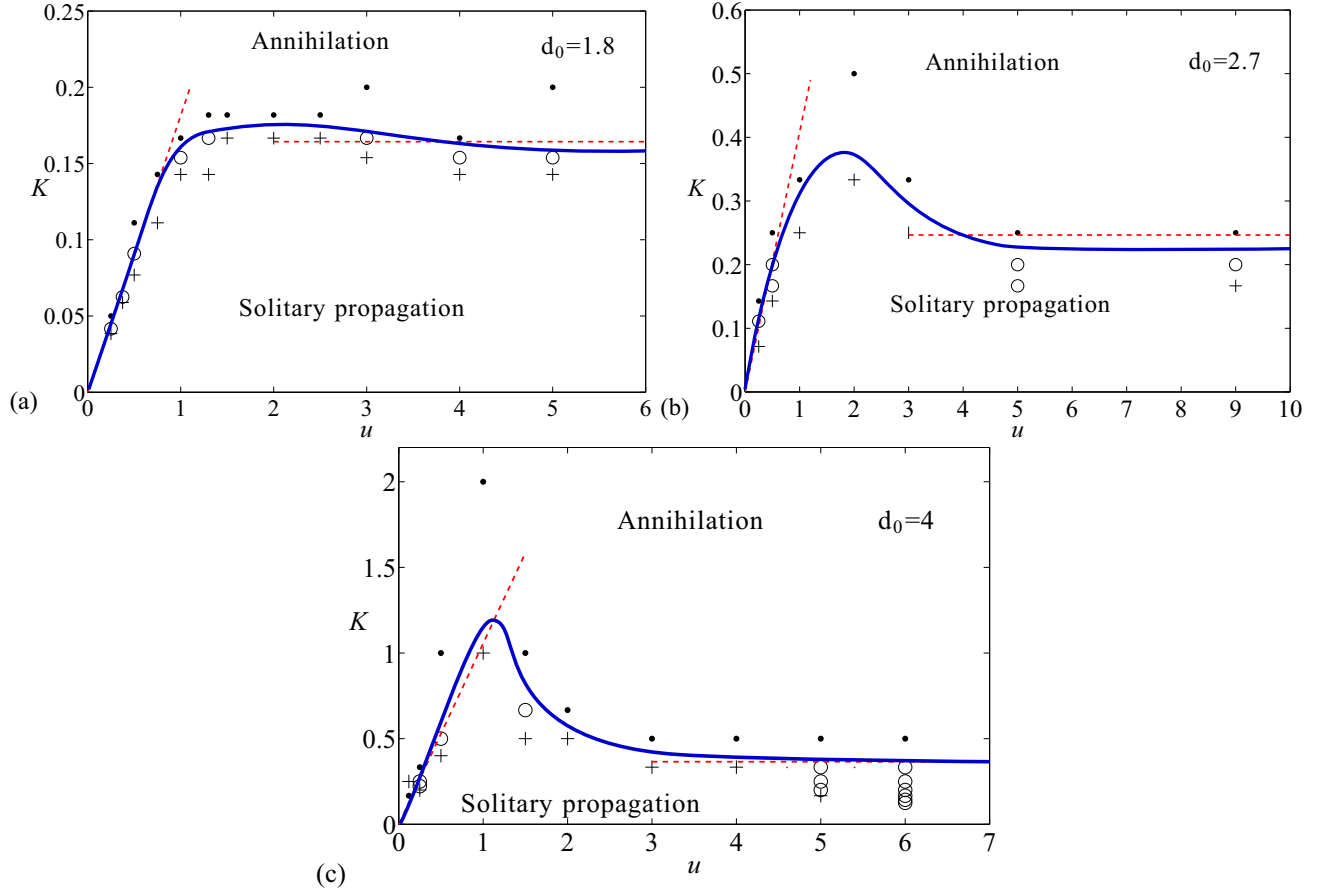 0.25
Annihilation
d₀=1.8
0.2
0.15
K
0.1
Solitary propagation
0.05
0
(a)
0 1 2 3 4 5 6
u
0.6
Annihilation
d₀=2.7
0.5
0.4
0.3
K
0.2
Solitary propagation
0.1
0
(b)
0 1 2 3 4 5 6 7 8 9 10
u
2
Annihilation
d₀=4
1.5
K
1
0.5
Solitary propagation
0
0 1 2 3 4 5 6 7
u
(c)